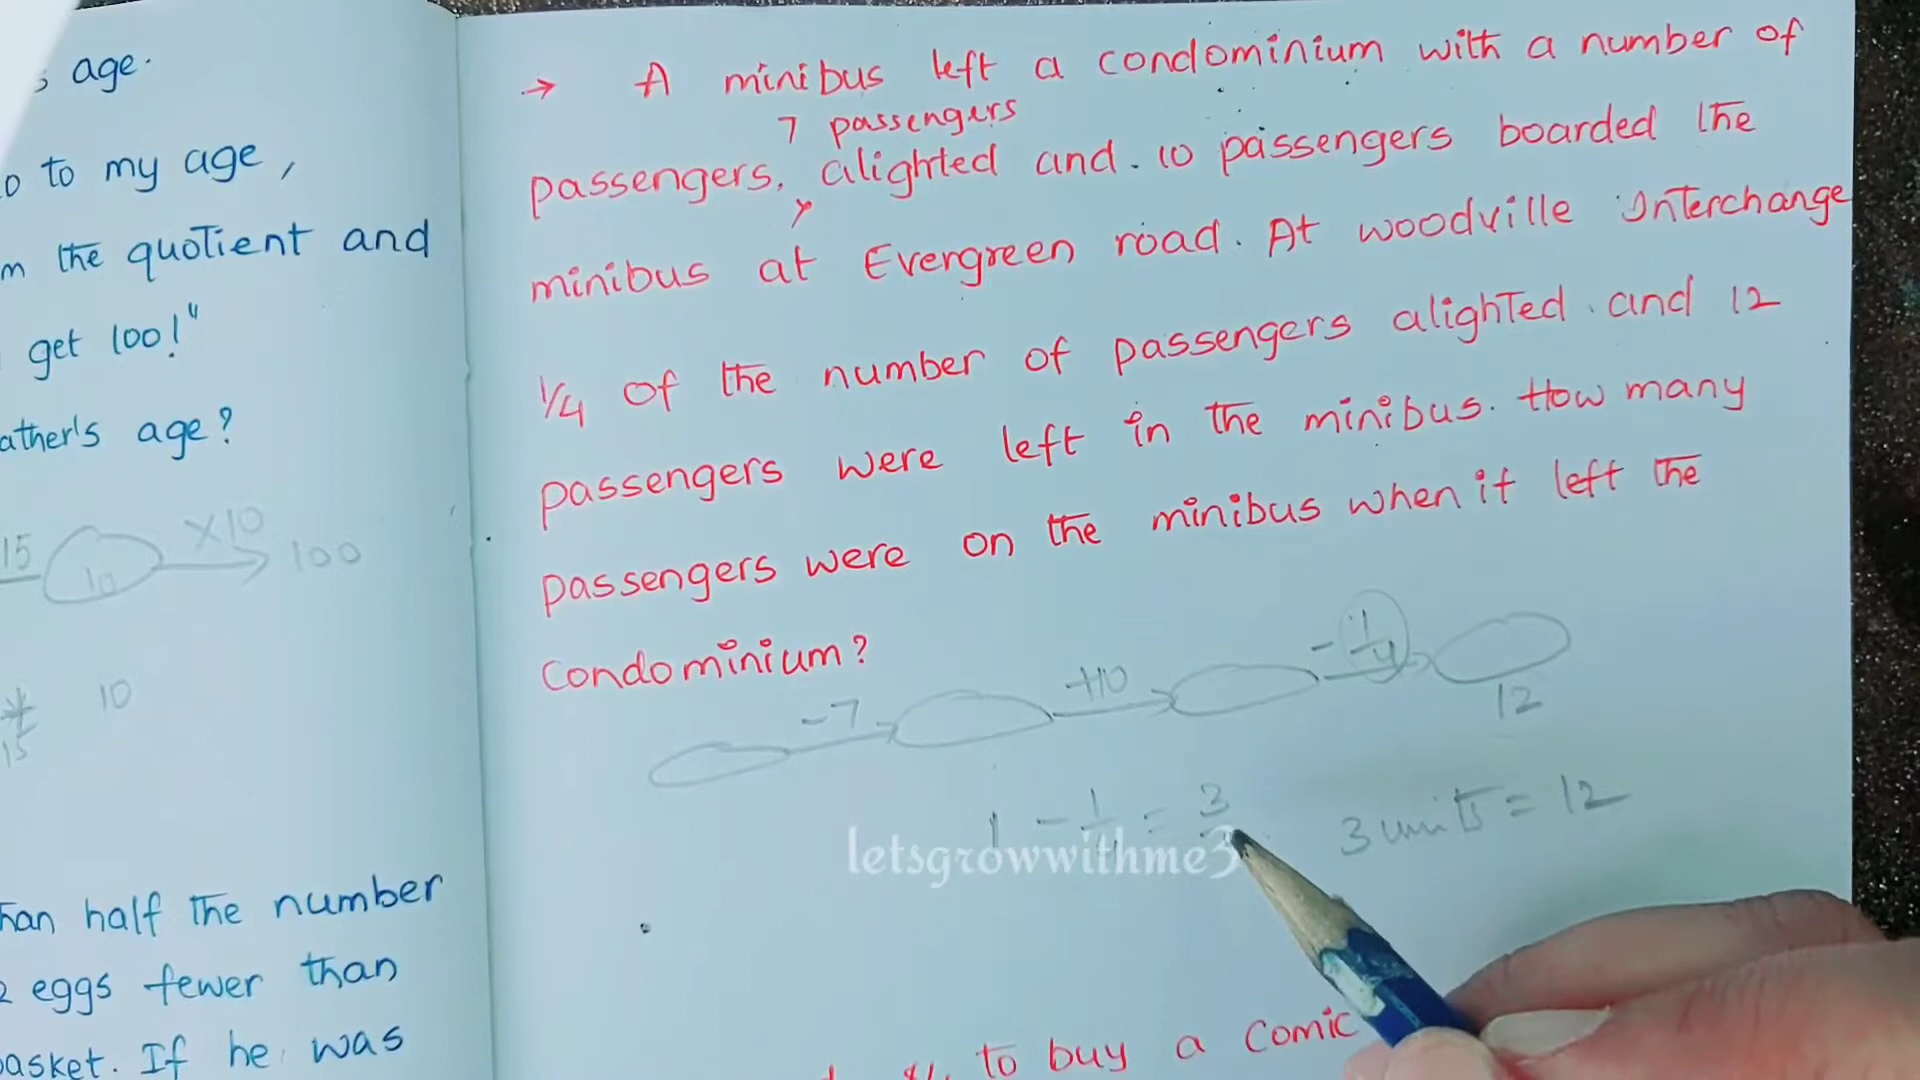 s age.
o to my age,
m the quotient and
get 100!"
ather's age?
15 10 X10 100
10
15
han half the number
2 eggs fewer than
basket. If he was
→ A minibus left a condominium with a number of
7 passengers
passengers, alighted and 10 passengers boarded the
minibus at Evergreen road. At woodville Interchange
1/4 of the number of passengers alighted and 12
passengers were left in the minibus. How many
passengers were on the minibus when it left the
Condominium?
-7 +10 -1/4
12
1 - 1/4 = 3
3 units = 12
letsgrowwithme3
to buy a comic